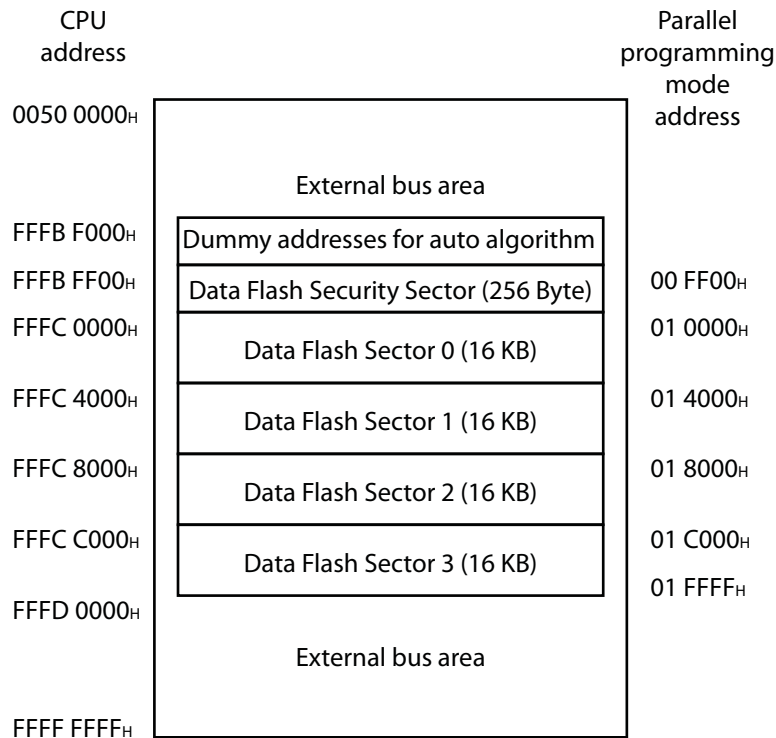 CPU
address
Parallel
programming
mode
address
0050 0000H
External bus area
FFFB F000H
Dummy addresses for auto algorithm
FFFB FF00H
Data Flash Security Sector (256 Byte)
00 FF00H
FFFC 0000H
Data Flash Sector 0 (16 KB)
01 0000H
FFFC 4000H
Data Flash Sector 1 (16 KB)
01 4000H
FFFC 8000H
Data Flash Sector 2 (16 KB)
01 8000H
FFFC C000H
Data Flash Sector 3 (16 KB)
01 C000H
01 FFFFH
FFFD 0000H
External bus area
FFFF FFFFH